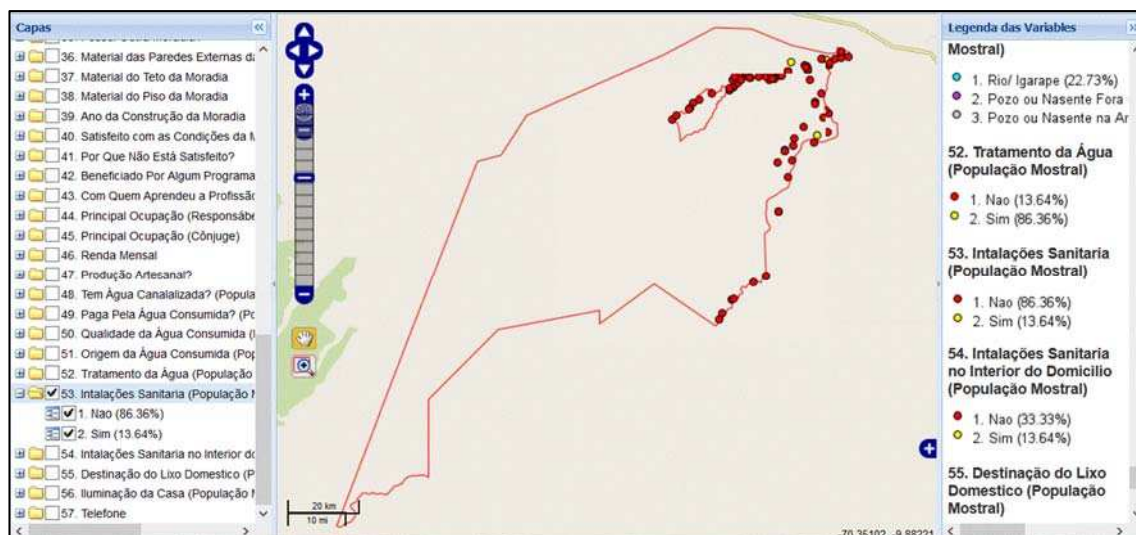 Capas
36. Material das Paredes Externas da
37. Material do Teto da Moradia
38. Material do Piso da Moradia
39. Ano da Construção da Moradia
40. Satisfeito com as Condições da M
41. Por Que Não Está Satisfeito?
42. Beneficiado Por Algum Programa
43. Com Quem Aprendeu a Profissão
44. Principal Ocupação (Responsábe
45. Principal Ocupação (Cônjuge)
46. Renda Mensal
47. Produção Artesanal?
48. Tem Água Canalalizada? (Popula
49. Paga Pela Água Consumida? (Po
50. Qualidade da Água Consumida (
51. Origem da Água Consumida (Pop
52. Tratamento da Água (População
53. Intalações Sanitaria (População M
1. Nao (86.36%)
2. Sim (13.64%)
54. Intalações Sanitaria no Interior do
55. Destinação do Lixo Domestico (P
56. Iluminação da Casa (População M
57. Telefone
20 km
10 mi
Legenda das Variables
Mostral)
1. Rio/ Igarape (22.73%)
2. Pozo ou Nasente Fora
3. Pozo ou Nasente na Ar
52. Tratamento da Água
(População Mostral)
1. Nao (13.64%)
2. Sim (86.36%)
53. Intalações Sanitaria
(População Mostral)
1. Nao (86.36%)
2. Sim (13.64%)
54. Intalações Sanitaria
no Interior do Domicilio
(População Mostral)
1. Nao (33.33%)
2. Sim (13.64%)
55. Destinação do Lixo
Domestico (População
Mostral)